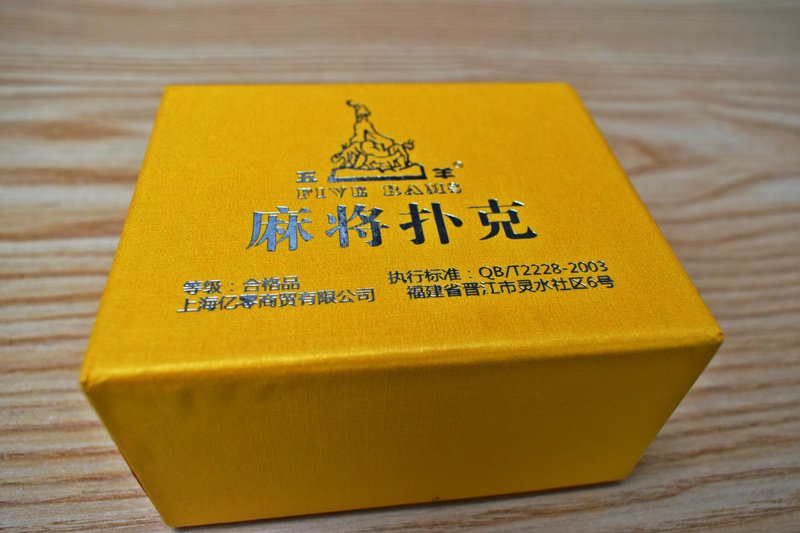 五 羊
FIVE RAMS
麻将扑克
等级：合格品 执行标准：QB/T2228-2003
上海亿零商贸有限公司 福建省晋江市灵水社区6号